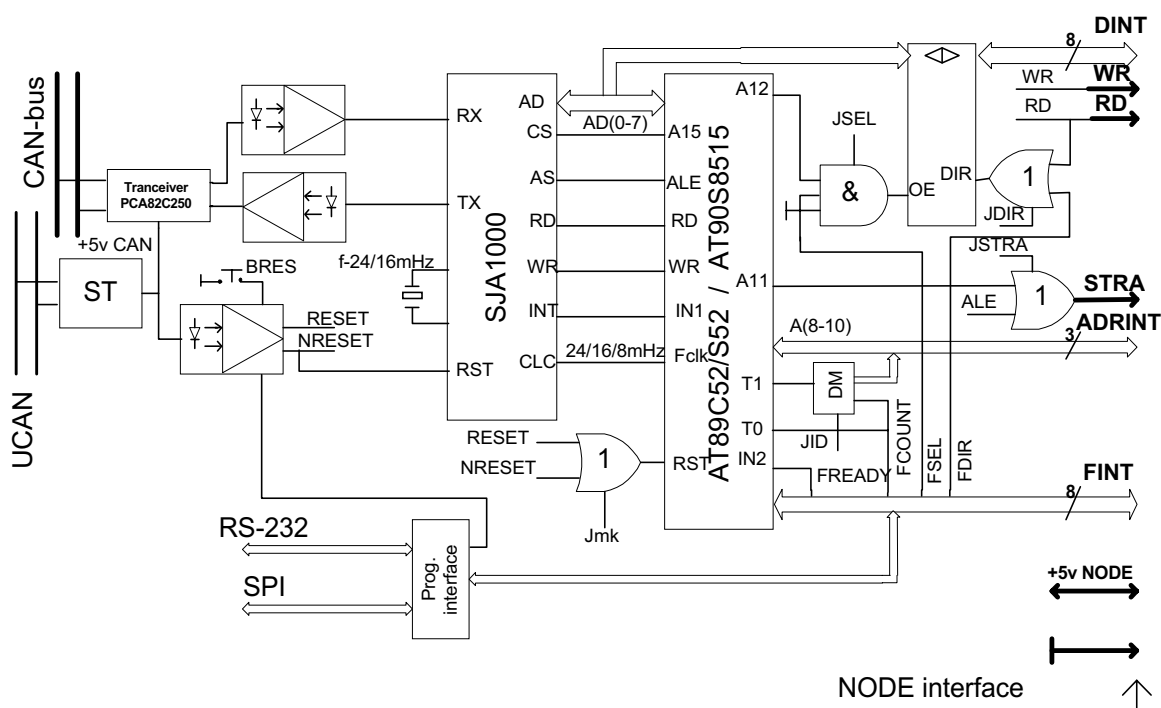 DINT
8
WR
WR
RD
RD
CAN-bus
RX
AD
CS
AD(0-7)
A15
A12
JSEL
DIR
1
Tranceiver
PCA82C250
TX
AS
ALE
&
OE
JDIR
RD
RD
+5v CAN
f-24/16mHz
SJA1000
WR
WR
AT89C52/S52 / AT90S8515
A11
JSTRA
ST
BRES
1
STRA
ALE
RESET
INT
IN1
A(8-10)
ADRINT
3
NRESET
24/16/8mHz
RST
CLC
Fclk
T1
DM
UCAN
T0
JID
FCOUNT
FSEL
FDIR
RESET
NRESET
1
RST
IN2
FREADY
FINT
8
Jmk
RS-232
SPI
Prog.
interface
+5v NODE
NODE interface